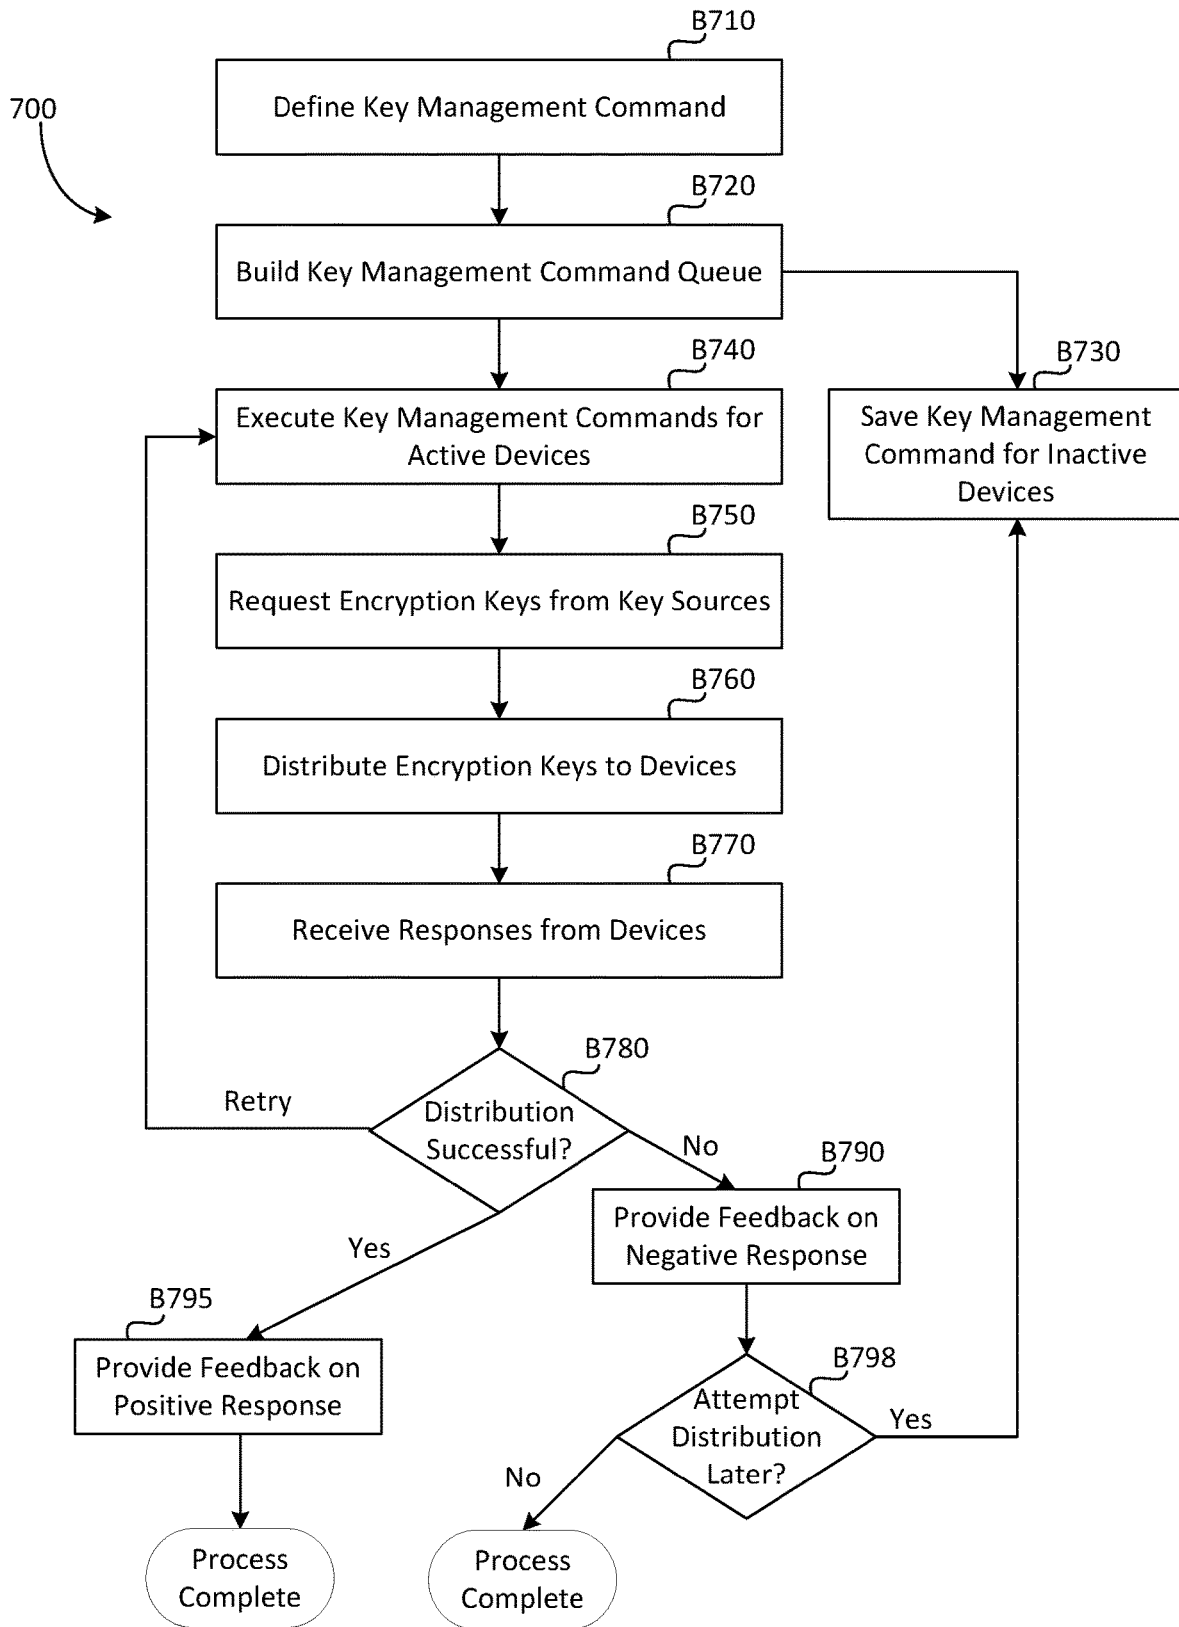 B710
Define Key Management Command
700
B720
Build Key Management Command Queue
B740
Execute Key Management Commands for
Active Devices
B730
Save Key Management
Command for Inactive
Devices
B750
Request Encryption Keys from Key Sources
B760
Distribute Encryption Keys to Devices
B770
Receive Responses from Devices
B780
Distribution
Successful?
Retry
No
B790
Provide Feedback on
Negative Response
Yes
B795
Provide Feedback on
Positive Response
B798
Attempt
Distribution
Later?
Yes
No
Process
Complete
Process
Complete